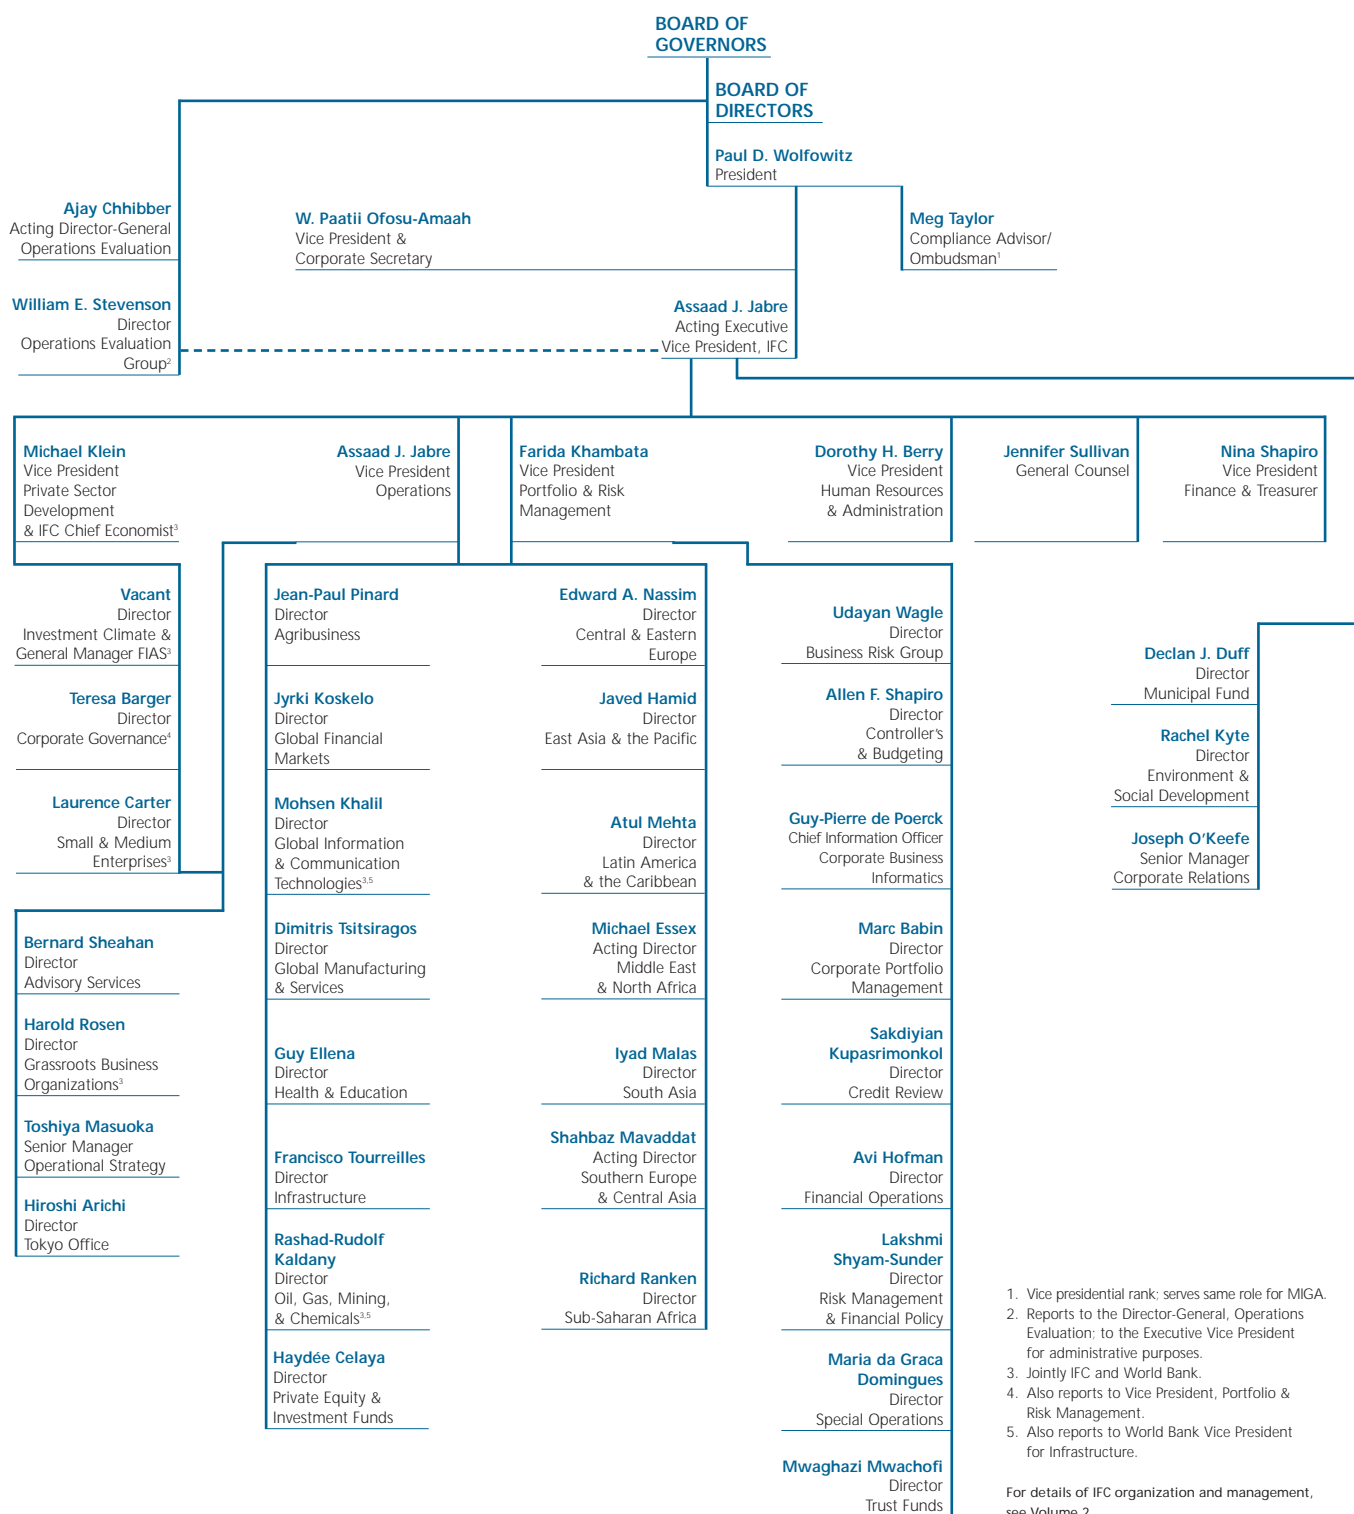 BOARD OF
GOVERNORS
BOARD OF
DIRECTORS
Paul D. Wolfowitz
President
Ajay Chhibber
Acting Director-General
Operations Evaluation
W. Paatii Ofosu-Amaah
Vice President &
Corporate Secretary
Meg Taylor
Compliance Advisor/
Ombudsman¹
William E. Stevenson
Director
Operations Evaluation
Group²
Assaad J. Jabre
Acting Executive
Vice President, IFC
Michael Klein
Vice President
Private Sector
Development
& IFC Chief Economist³
Assaad J. Jabre
Vice President
Operations
Farida Khambata
Vice President
Portfolio & Risk
Management
Dorothy H. Berry
Vice President
Human Resources
& Administration
Jennifer Sullivan
General Counsel
Nina Shapiro
Vice President
Finance & Treasurer
Vacant
Director
Investment Climate &
General Manager FIAS³
Teresa Barger
Director
Corporate Governance⁴
Laurence Carter
Director
Small & Medium
Enterprises³
Bernard Sheahan
Director
Advisory Services
Harold Rosen
Director
Grassroots Business
Organizations³
Toshiya Masuoka
Senior Manager
Operational Strategy
Hiroshi Arichi
Director
Tokyo Office
Jean-Paul Pinard
Director
Agribusiness
Jyrki Koskelo
Director
Global Financial
Markets
Mohsen Khalil
Director
Global Information
& Communication
Technologies³,⁵
Dimitris Tsitsiragos
Director
Global Manufacturing
& Services
Guy Ellena
Director
Health & Education
Francisco Tourreilles
Director
Infrastructure
Rashad-Rudolf
Kaldany
Director
Oil, Gas, Mining,
& Chemicals³,⁵
Haydée Celaya
Director
Private Equity &
Investment Funds
Edward A. Nassim
Director
Central & Eastern
Europe
Javed Hamid
Director
East Asia & the Pacific
Atul Mehta
Director
Latin America
& the Caribbean
Michael Essex
Acting Director
Middle East
& North Africa
Iyad Malas
Director
South Asia
Shahbaz Mavaddat
Acting Director
Southern Europe
& Central Asia
Richard Ranken
Director
Sub-Saharan Africa
Udayan Wagle
Director
Business Risk Group
Allen F. Shapiro
Director
Controller's
& Budgeting
Guy-Pierre de Poerck
Chief Information Officer
Corporate Business
Informatics
Marc Babin
Director
Corporate Portfolio
Management
Sakdiyian
Kupasrimonkol
Director
Credit Review
Avi Hofman
Director
Financial Operations
Lakshmi
Shyam-Sunder
Director
Risk Management
& Financial Policy
Maria da Graca
Domingues
Director
Special Operations
Mwaghazi Mwachofi
Director
Trust Funds
Declan J. Duff
Director
Municipal Fund
Rachel Kyte
Director
Environment &
Social Development
Joseph O'Keefe
Senior Manager
Corporate Relations
1. Vice presidential rank; serves same role for MIGA.
2. Reports to the Director-General, Operations
Evaluation; to the Executive Vice President
for administrative purposes.
3. Jointly IFC and World Bank.
4. Also reports to Vice President, Portfolio &
Risk Management.
5. Also reports to World Bank Vice President
for Infrastructure.
For details of IFC organization and management,
see Volume 2